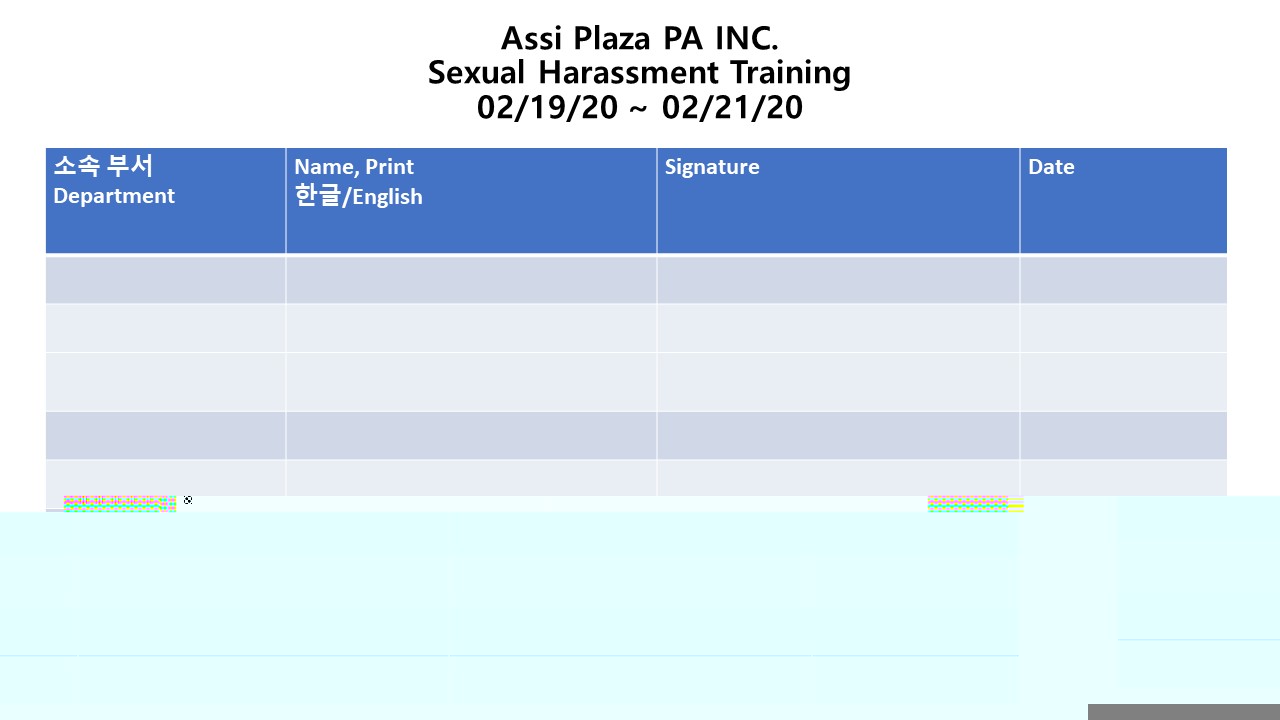 Assi Plaza PA INC.
Sexual Harassment Training
02/19/20 ~ 02/21/20
소속 부서
Department
Name, Print
한글/English
Signature
Date